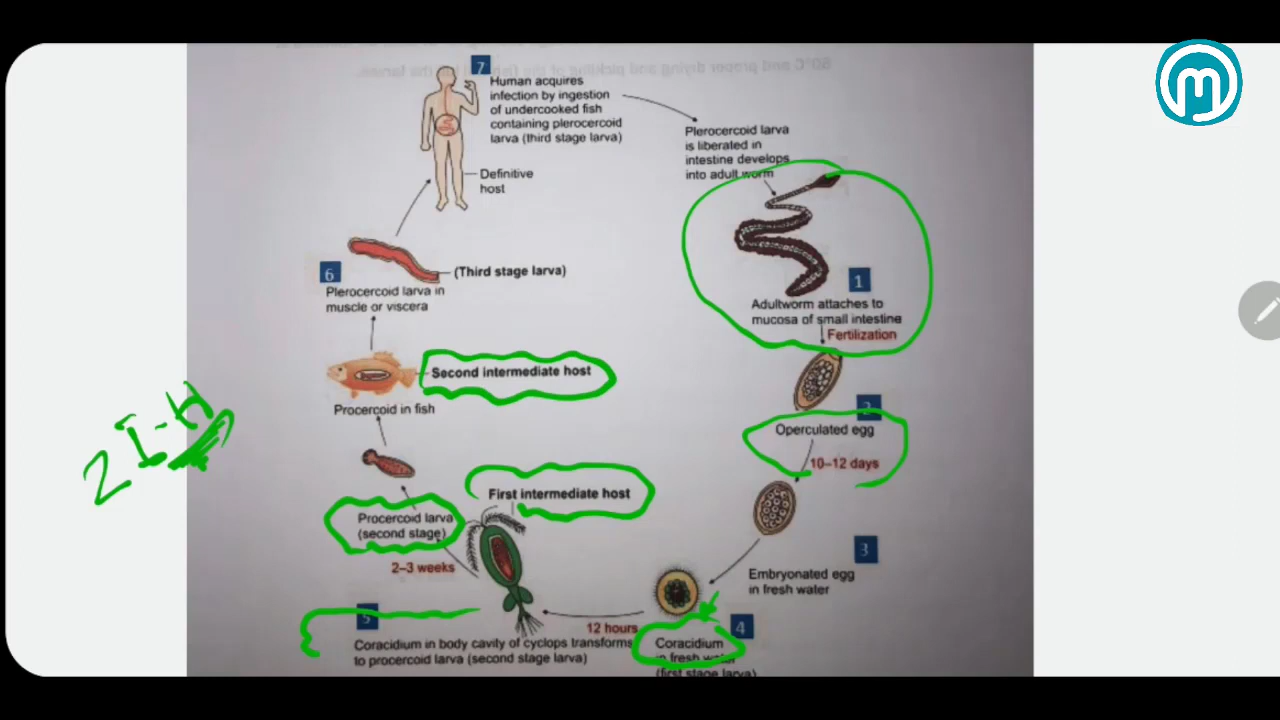 7
Human acquires
infection by ingestion
of undercooked fish
containing plerocercoid
larva (third stage larva)
Definitive
host
Plerocercoid larva
is liberated in
intestine develops
into adult worm
1
Adultworm attaches to
mucosa of small intestine
Fertilization
2
Operculated egg
10–12 days
3
Embryonated egg
in fresh water
4
Coracidium
in fresh water
(first stage larva)
12 hours
5
Coracidium in body cavity of cyclops transforms
to procercoid larva (second stage larva)
First intermediate host
Procercoid larva
(second stage)
2–3 weeks
Second intermediate host
Procercoid in fish
6
(Third stage larva)
Plerocercoid larva in
muscle or viscera
2 I-H